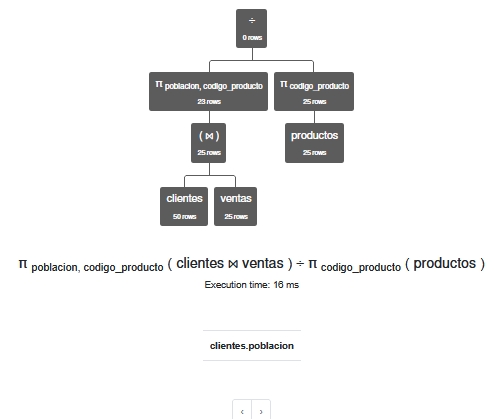 ÷
0 rows
π poblacion, codigo_producto
23 rows
π codigo_producto
25 rows
( ⋈ )
25 rows
productos
25 rows
clientes
50 rows
ventas
25 rows
π poblacion, codigo_producto ( clientes ⋈ ventas ) ÷ π codigo_producto ( productos )
Execution time: 16 ms
clientes.poblacion
‹ ›